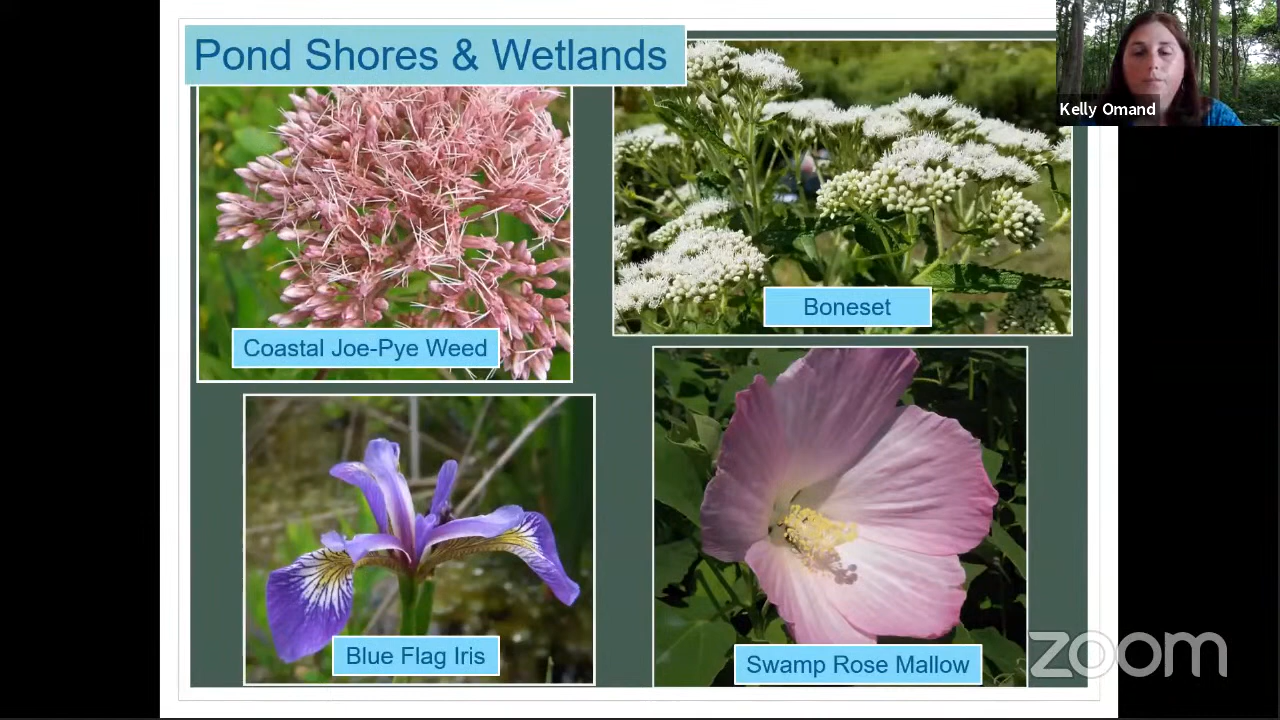 Pond Shores & Wetlands
Kelly Omand
Boneset
Coastal Joe-Pye Weed
Blue Flag Iris
Swamp Rose Mallow
zoom